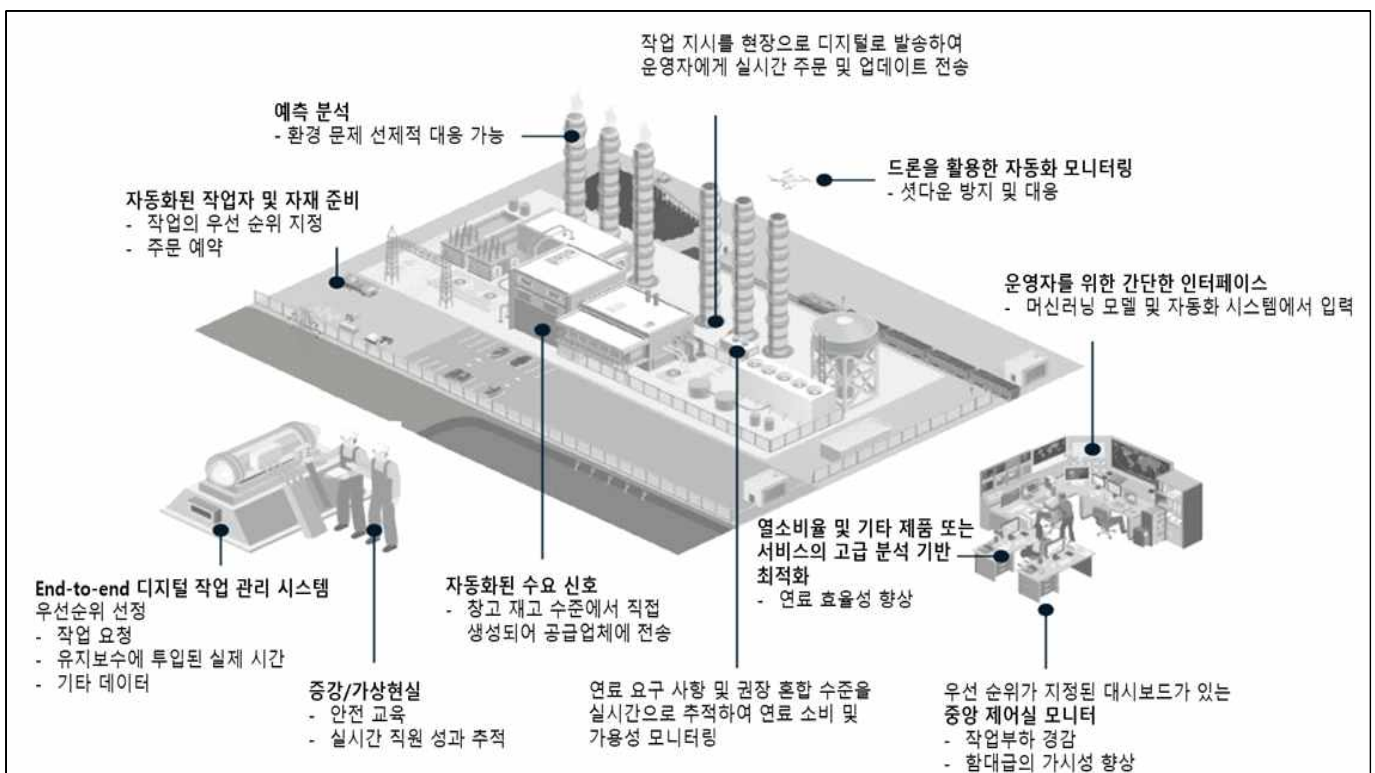 작업 지시를 현장으로 디지털로 발송하여
운영자에게 실시간 주문 및 업데이트 전송
예측 분석
- 환경 문제 선제적 대응 가능
드론을 활용한 자동화 모니터링
- 셧다운 방지 및 대응
자동화된 작업자 및 자재 준비
- 작업의 우선 순위 지정
- 주문 예약
운영자를 위한 간단한 인터페이스
- 머신러닝 모델 및 자동화 시스템에서 입력
열소비율 및 기타 제품 또는
서비스의 고급 분석 기반
최적화
- 연료 효율성 향상
End-to-end 디지털 작업 관리 시스템
우선순위 선정
- 작업 요청
- 유지보수에 투입된 실제 시간
- 기타 데이터
자동화된 수요 신호
- 창고 재고 수준에서 직접
생성되어 공급업체에 전송
증강/가상현실
- 안전 교육
- 실시간 직원 성과 추적
연료 요구 사항 및 권장 혼합 수준을
실시간으로 추적하여 연료 소비 및
가용성 모니터링
우선 순위가 지정된 대시보드가 있는
중앙 제어실 모니터
- 작업부하 경감
- 함대급의 가시성 향상